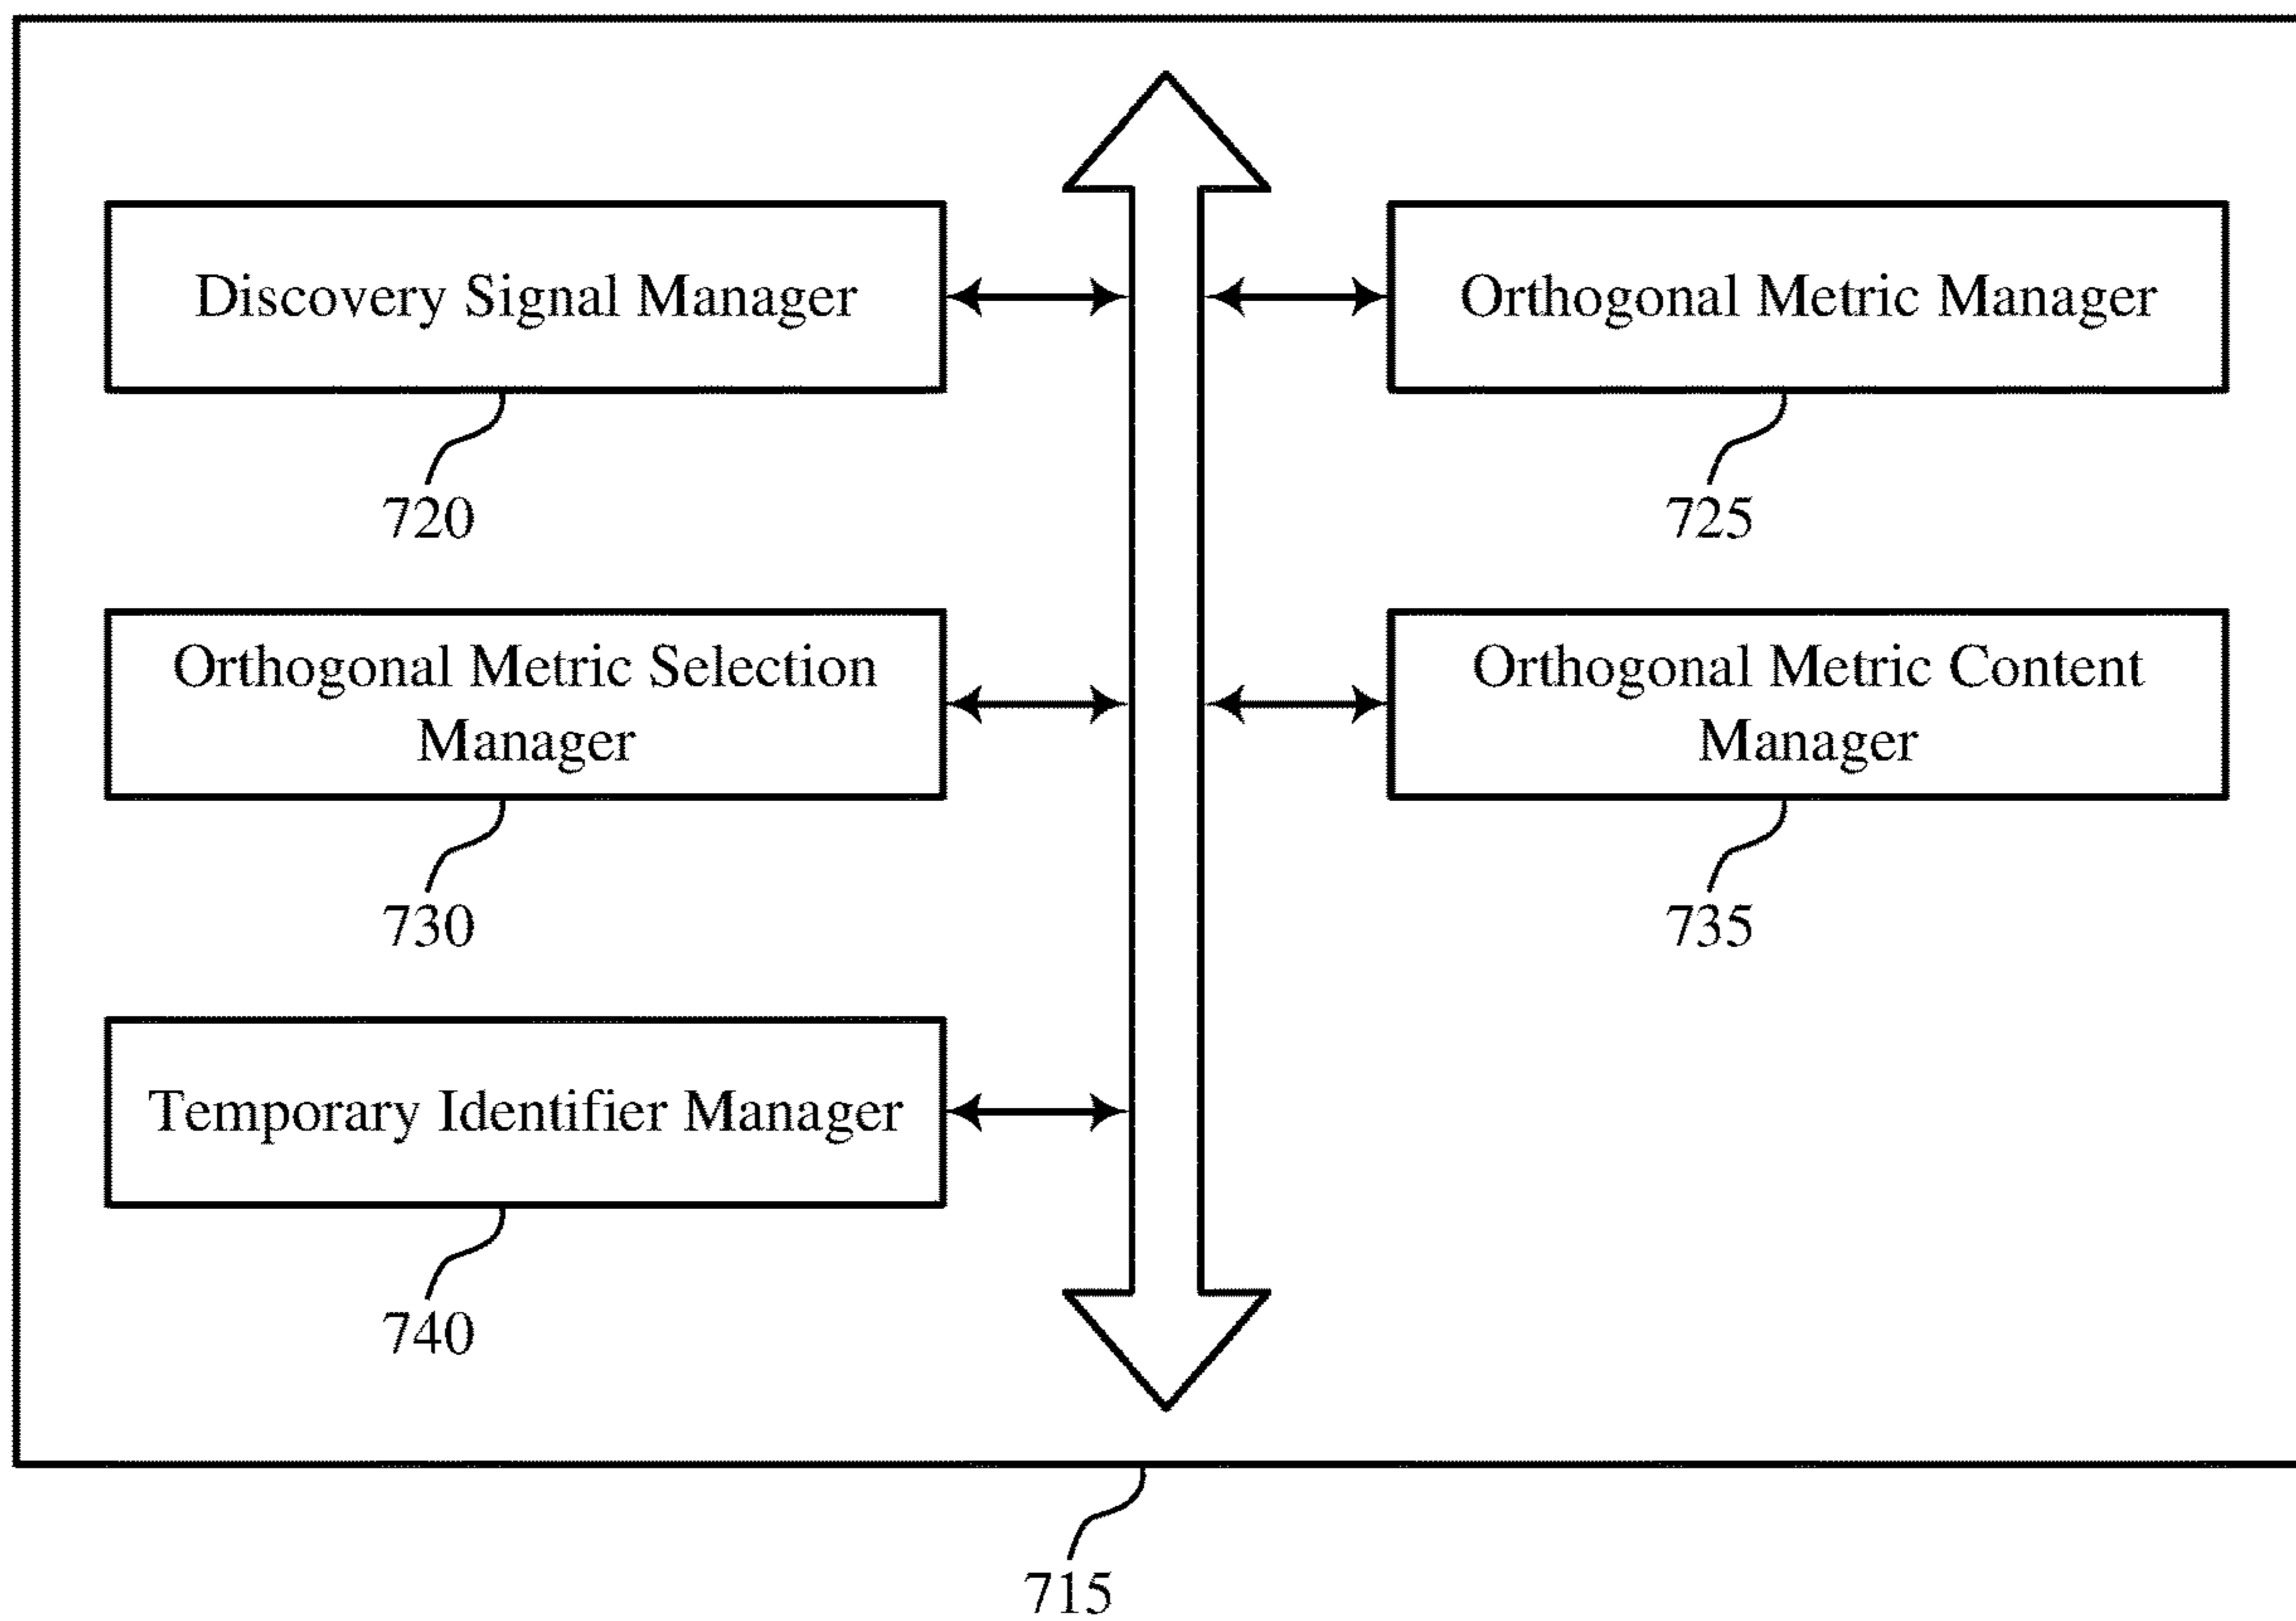 Discovery Signal Manager
720
Orthogonal Metric Manager
725
Orthogonal Metric Selection
Manager
730
Orthogonal Metric Content
Manager
735
Temporary Identifier Manager
740
715